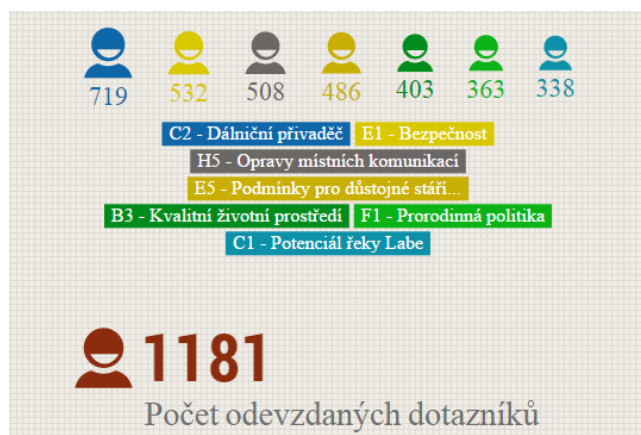 719 532 508 486 403 363 338
C2 - Dálniční přivaděč E1 - Bezpečnost
H5 - Opravy místních komunikací
E5 - Podmínky pro důstojné stáří...
B3 - Kvalitní životní prostředí F1 - Prorodinná politika
C1 - Potenciál řeky Labe
1181
Počet odevzdaných dotazníků